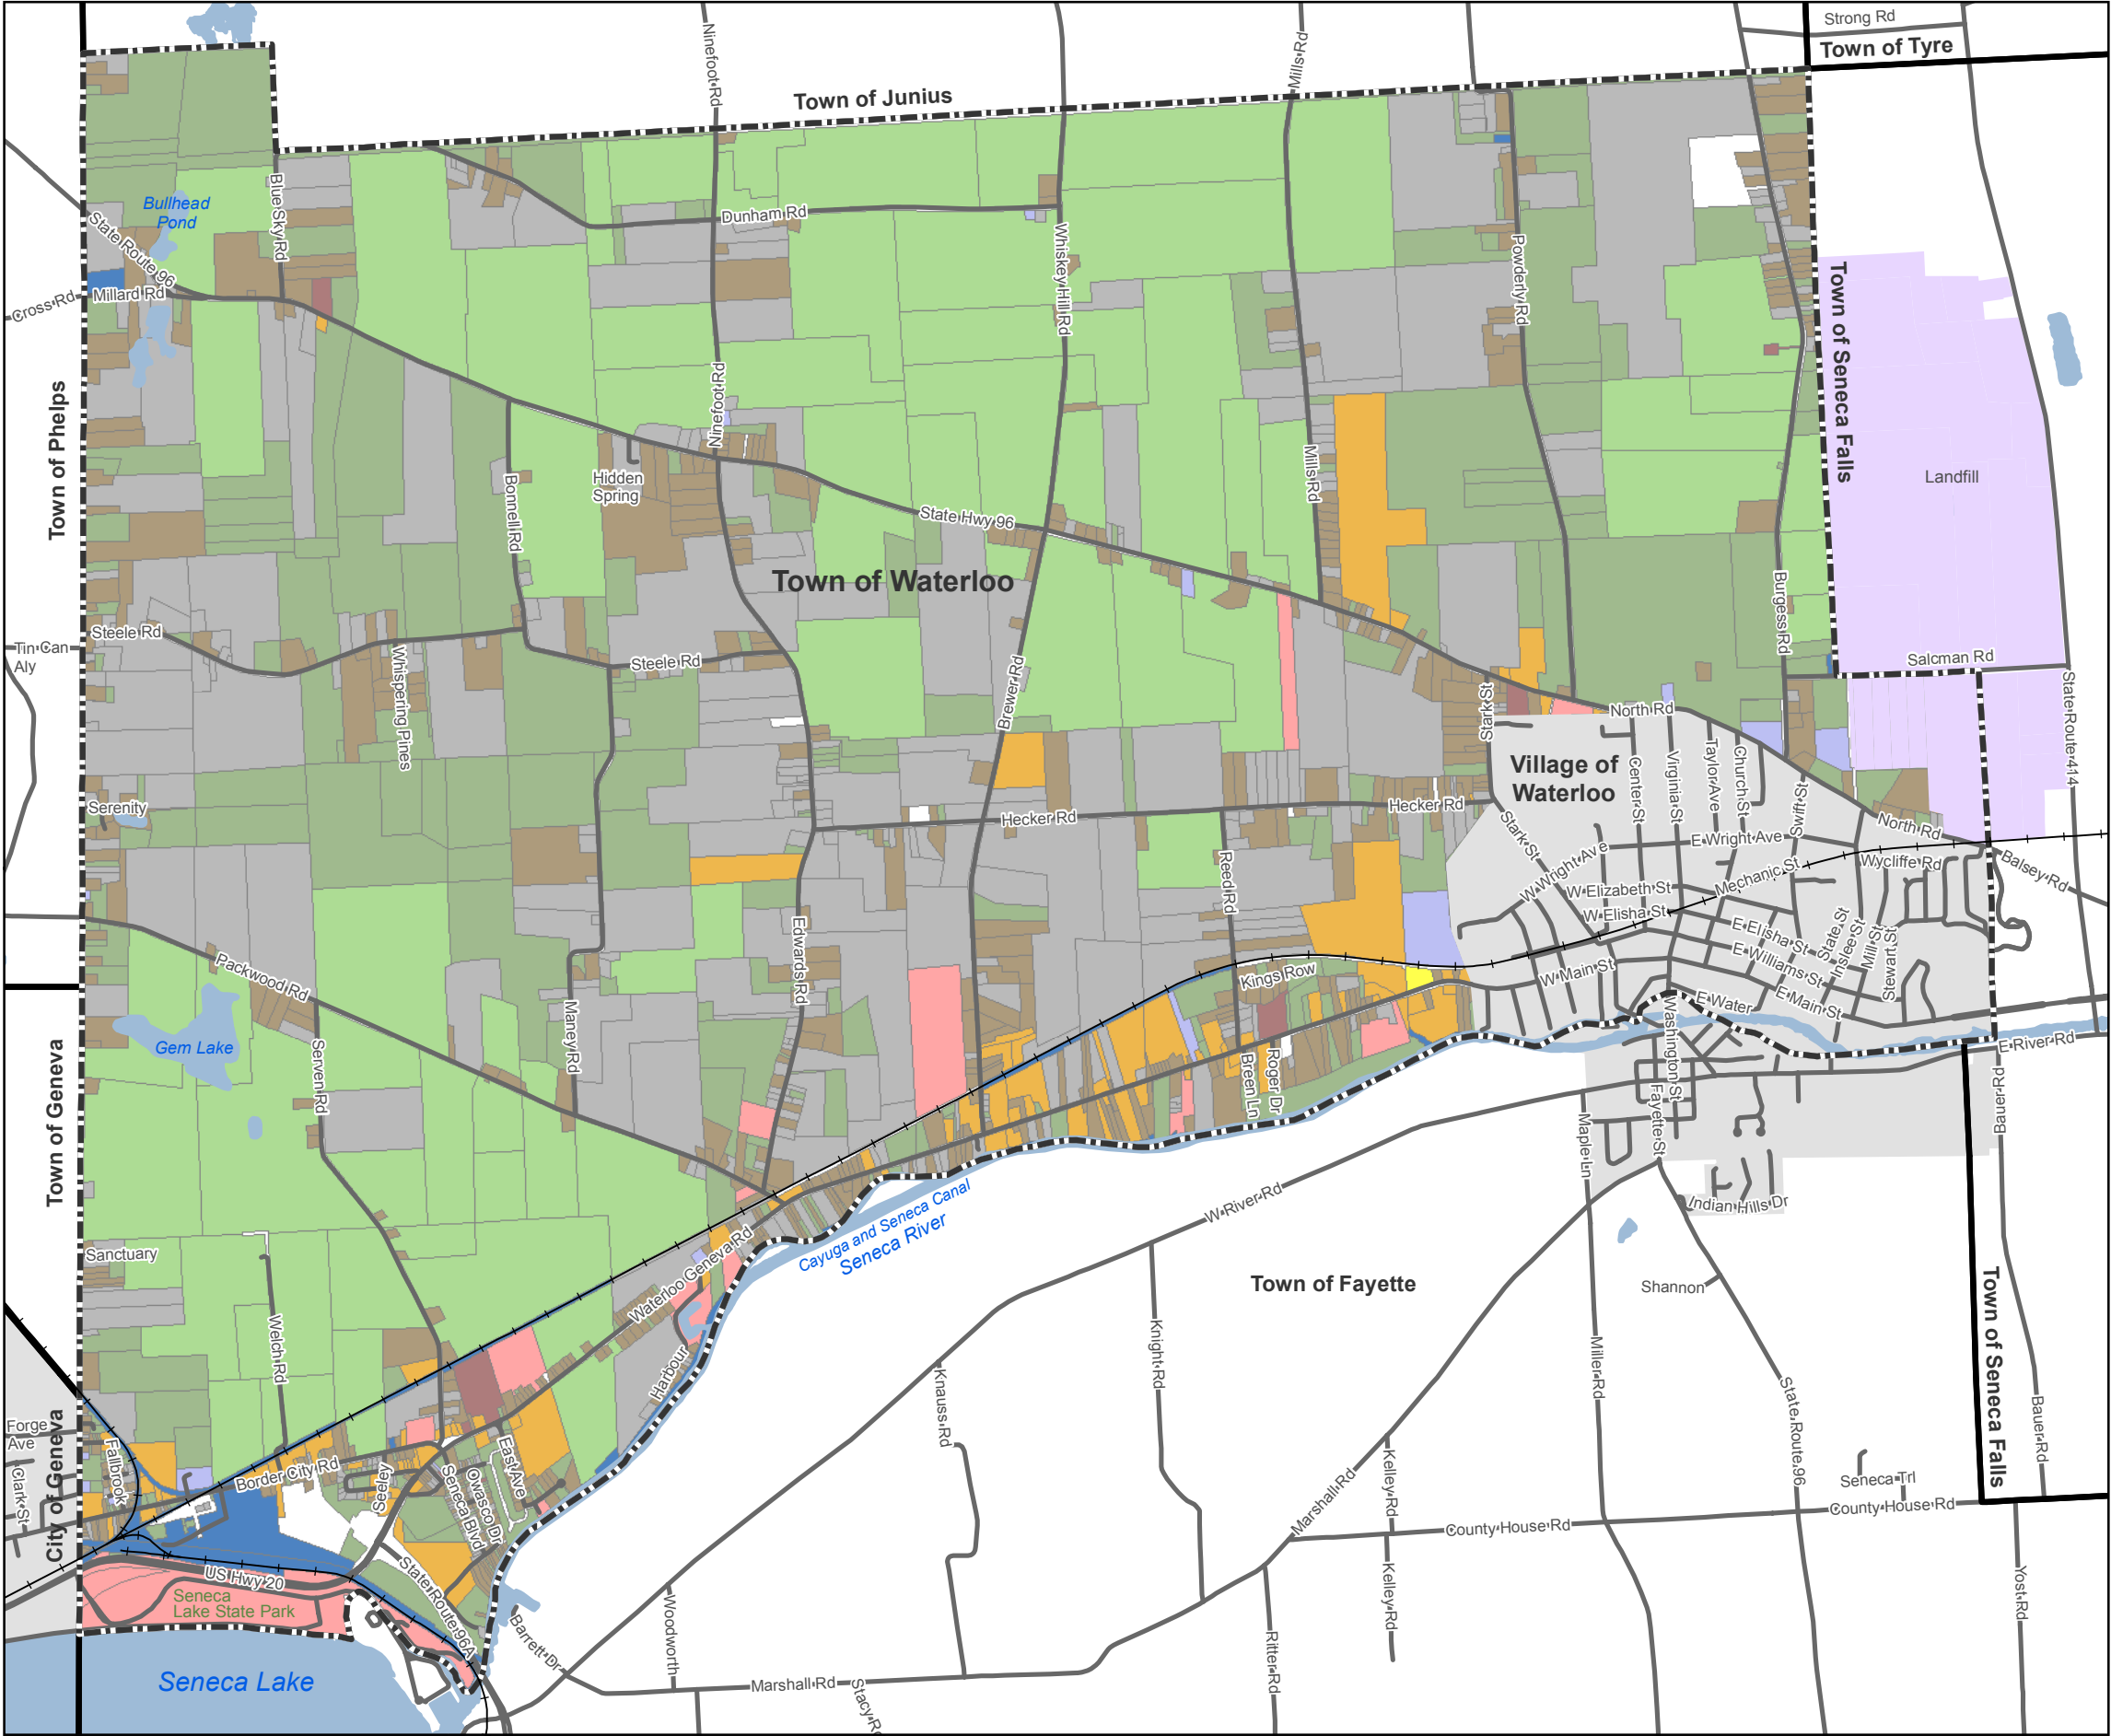 Strong Rd
Town of Tyre
Ninefoot Rd
Mills Rd
Town of Junius
Bullhead
Pond
Blue Sky Rd
Dunham Rd
State Route 96
Whiskey Hill Rd
Powderly Rd
Cross Rd
Millard Rd
Town of Seneca Falls
Town of Phelps
Ninefoot Rd
Hidden
Spring
Bonnell Rd
Mills Rd
Landfill
State Hwy 96
Town of Waterloo
Burgess Rd
Steele Rd
Tin Can
Aly
Steele Rd
Whispering Pines
Brewer Rd
Salcman Rd
Stark St
North Rd
State Route 414
Village of
Waterloo
Center St
Virginia St
Taylor Ave
Church St
Swift St
Serenity
Hecker Rd
Hecker Rd
Stark St
North Rd
E Wright Ave
W Wright Ave
Wycliffe Rd
Balsey Rd
Mechanic St
W Elizabeth St
W Elisha St
Reed Rd
E Elisha St
State St
Inslee St
Mill St
Stewart St
E Williams St
Edwards Rd
Packwood Rd
Kings Row
W Main St
E Water
E Main St
Washington St
Gem Lake
Maney Rd
Serven Rd
Town of Geneva
Breen Ln
Roger Dr
E River Rd
Fayette St
Bauer Rd
Maple Ln
Cayuga and Seneca Canal
Seneca River
W River Rd
Indian Hills Dr
Sanctuary
Waterloo Geneva Rd
Town of Fayette
Shannon
Town of Seneca Falls
Welch Rd
Harbour
Knauss Rd
Knight Rd
Miller Rd
State Route 96
Bauer Rd
Forge
Ave
City of Geneva
Fallbrook
Clark St
Border City Rd
Seeley
East Ave
Owasco Dr
Seneca Blvd
Marshall Rd
Kelley Rd
Seneca Trl
County House Rd
County House Rd
US Hwy 20
State Route 96A
Seneca
Lake State Park
Kelley Rd
Yost Rd
Barrett Dr
Woodworth
Ritter Rd
Seneca Lake
Marshall Rd
Stacy Rd